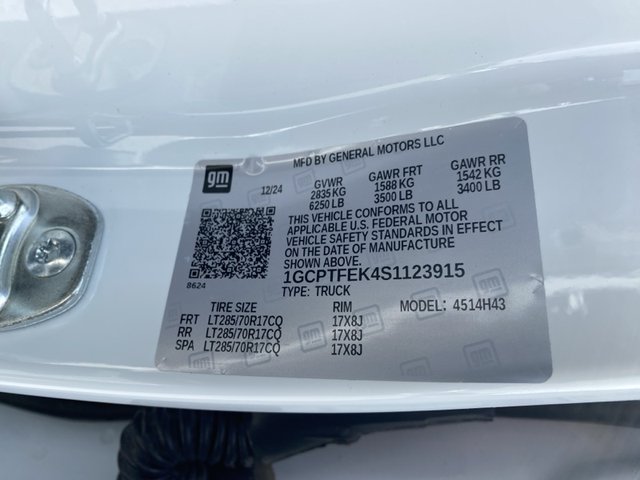 MFD BY GENERAL MOTORS LLC
gm
12/24
GVWR
2835 KG
6250 LB
GAWR FRT
1588 KG
3500 LB
GAWR RR
1542 KG
3400 LB
THIS VEHICLE CONFORMS TO ALL
APPLICABLE U.S. FEDERAL MOTOR
VEHICLE SAFETY STANDARDS IN EFFECT
ON THE DATE OF MANUFACTURE
SHOWN ABOVE.
8624
1GCPTFEK4S1123915
TYPE: TRUCK
TIRE SIZE RIM MODEL: 4514H43
FRT LT285/70R17CQ 17X8J
RR LT285/70R17CQ 17X8J
SPA LT285/70R17CQ 17X8J